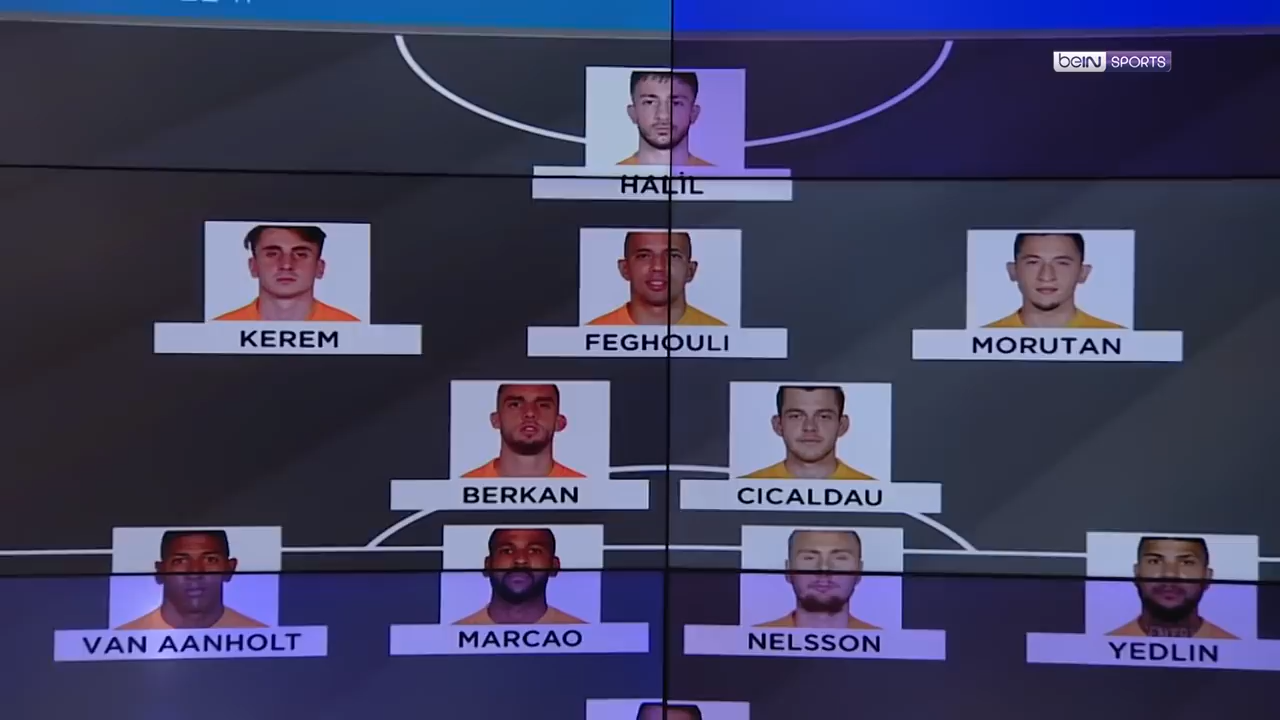 beIN SPORTS
HALİL
KEREM
FEGHOULI
MORUTAN
BERKAN
CICALDAU
VAN AANHOLT
MARCAO
NELSSON
YEDLIN